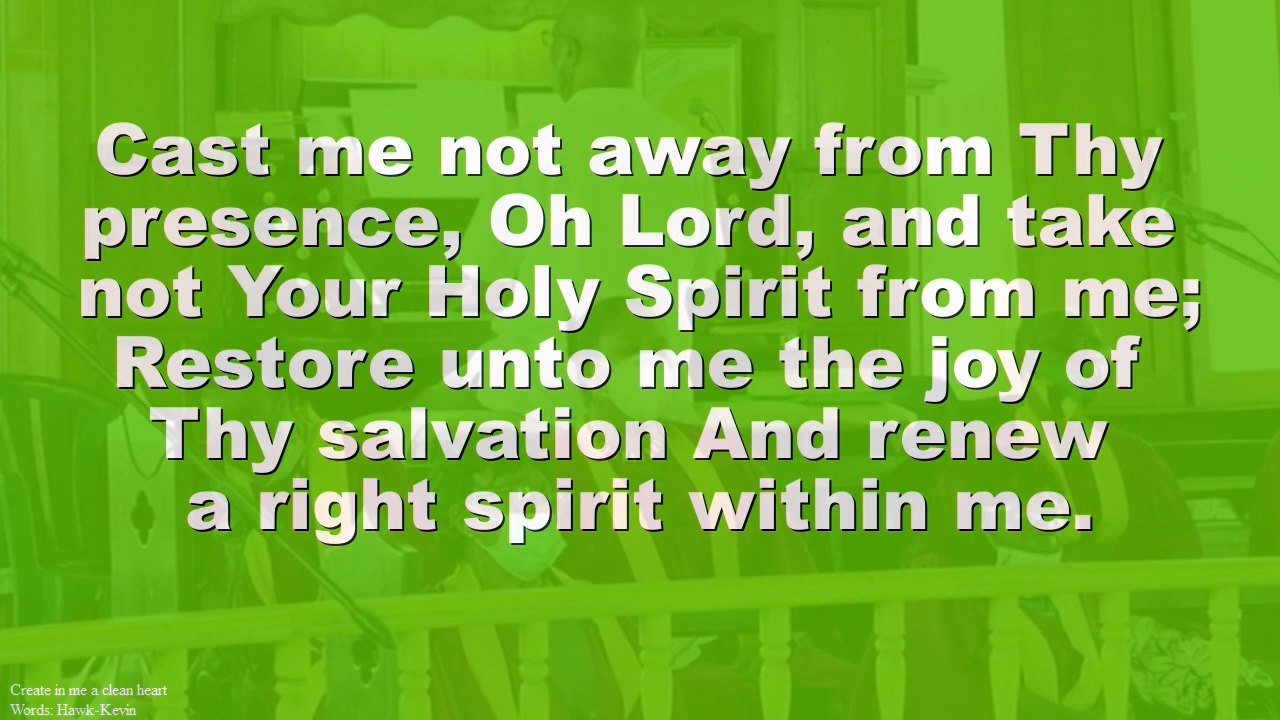 Cast me not away from Thy
presence, Oh Lord, and take
not Your Holy Spirit from me;
Restore unto me the joy of
Thy salvation And renew
a right spirit within me.
Create in me a clean heart
Words: Hawk-Kevin